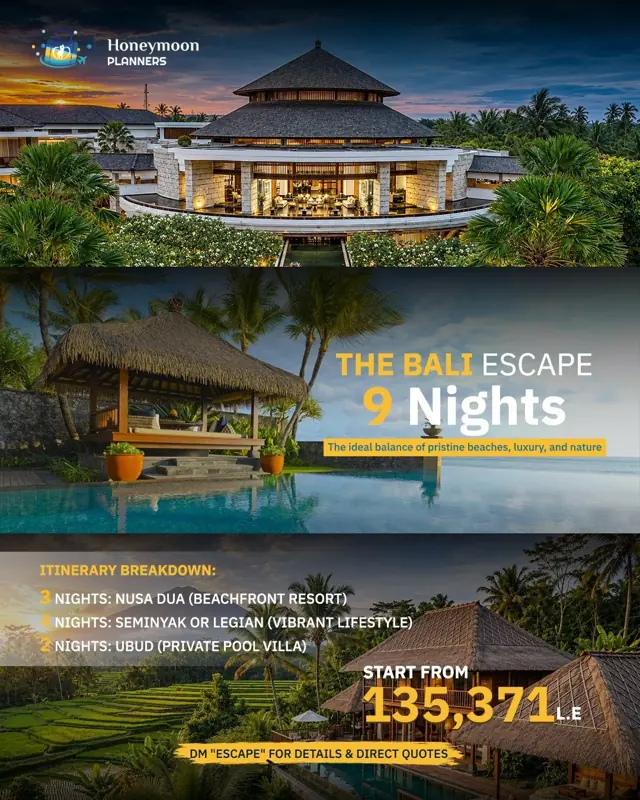 Honeymoon
PLANNERS
THE BALI ESCAPE
9 Nights
The ideal balance of pristine beaches, luxury, and nature
ITINERARY BREAKDOWN:
3 NIGHTS: NUSA DUA (BEACHFRONT RESORT)
NIGHTS: SEMINYAK OR LEGIAN (VIBRANT LIFESTYLE)
2 NIGHTS: UBUD (PRIVATE POOL VILLA)
START FROM
135,371L.E
DM "ESCAPE" FOR DETAILS & DIRECT QUOTES